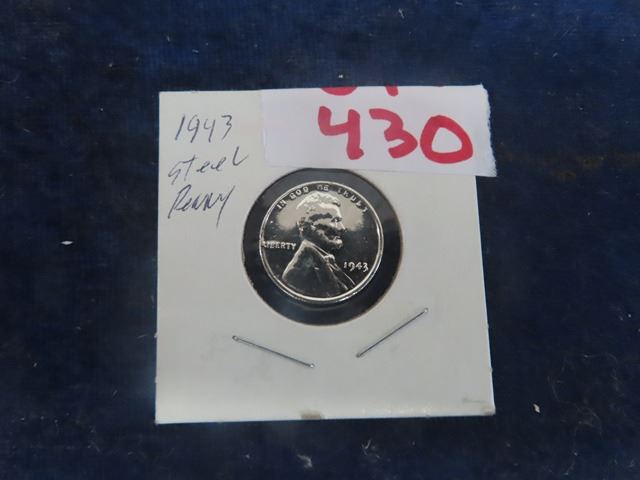 1943
Steel
Penny
430
IN GOD WE TRUST
LIBERTY
1943